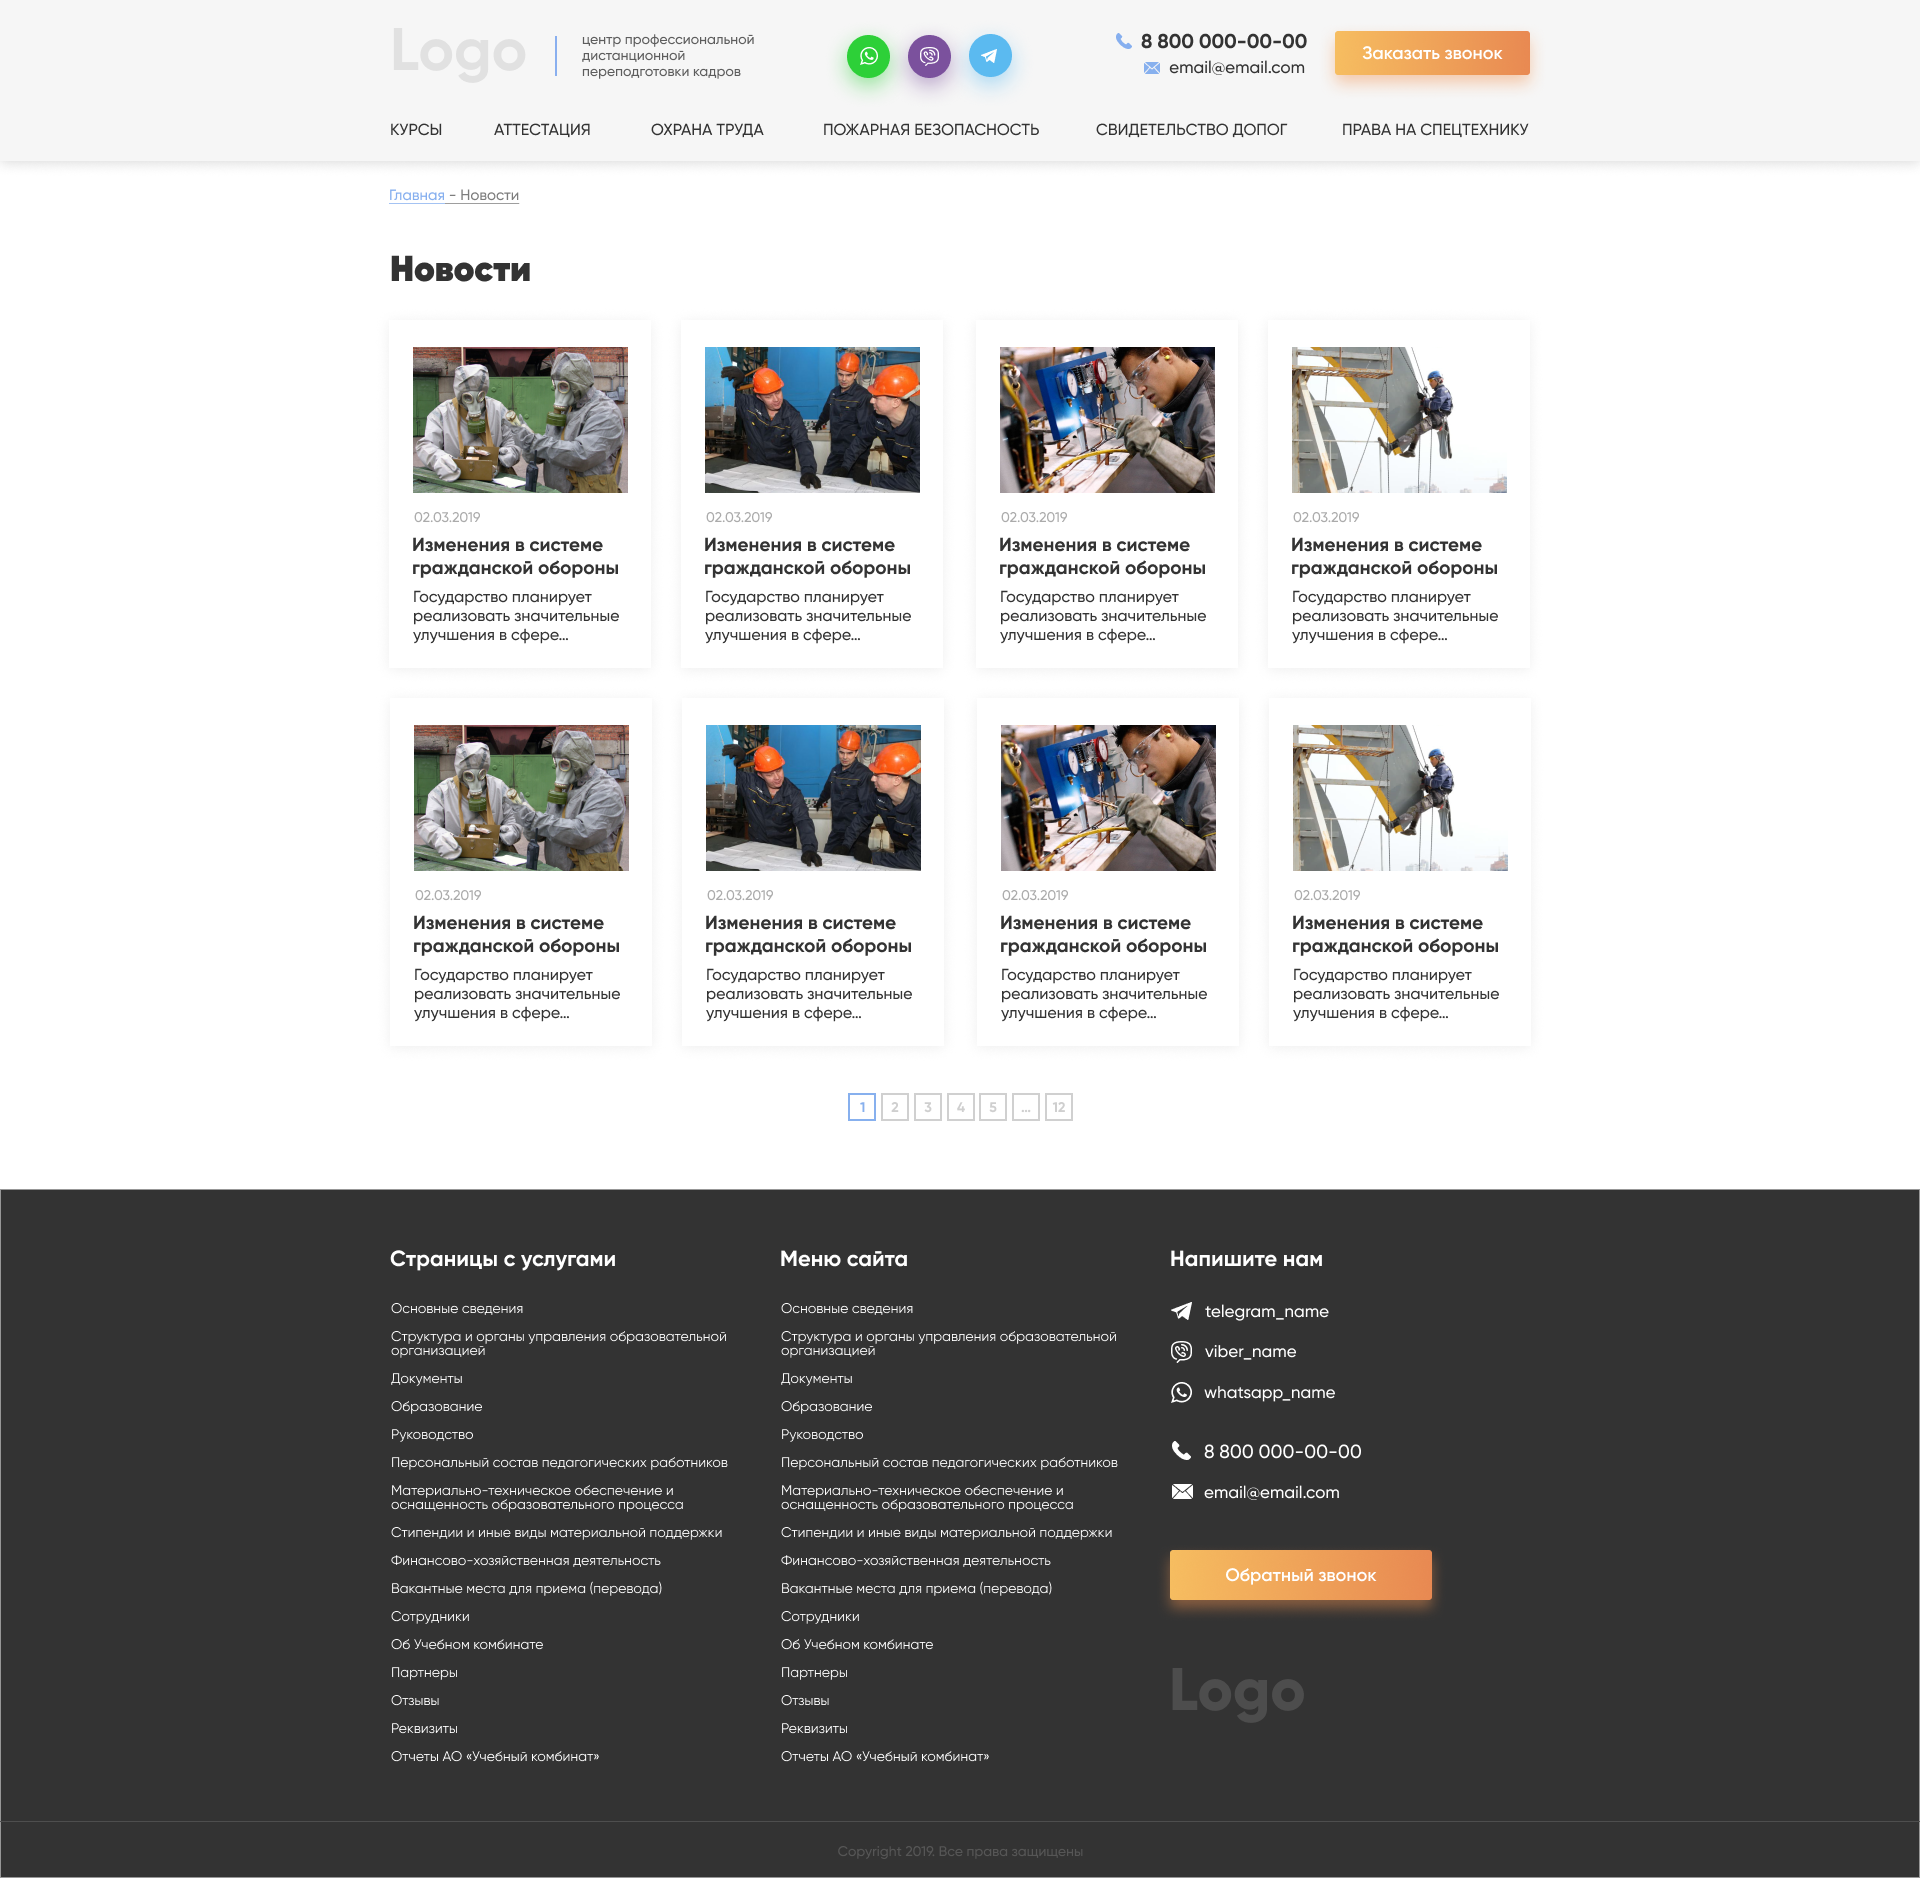 Logo
центр профессиональной
дистанционной
переподготовки кадров
8 800 000-00-00
email@email.com
Заказать звонок
КУРСЫ
АТТЕСТАЦИЯ
ОХРАНА ТРУДА
ПОЖАРНАЯ БЕЗОПАСНОСТЬ
СВИДЕТЕЛЬСТВО ДОПОГ
ПРАВА НА СПЕЦТЕХНИКУ
Главная - Новости
Новости
02.03.2019
Изменения в системе
гражданской обороны
Государство планирует
реализовать значительные
улучшения в сфере...
02.03.2019
Изменения в системе
гражданской обороны
Государство планирует
реализовать значительные
улучшения в сфере...
02.03.2019
Изменения в системе
гражданской обороны
Государство планирует
реализовать значительные
улучшения в сфере...
02.03.2019
Изменения в системе
гражданской обороны
Государство планирует
реализовать значительные
улучшения в сфере...
02.03.2019
Изменения в системе
гражданской обороны
Государство планирует
реализовать значительные
улучшения в сфере...
02.03.2019
Изменения в системе
гражданской обороны
Государство планирует
реализовать значительные
улучшения в сфере...
02.03.2019
Изменения в системе
гражданской обороны
Государство планирует
реализовать значительные
улучшения в сфере...
02.03.2019
Изменения в системе
гражданской обороны
Государство планирует
реализовать значительные
улучшения в сфере...
1 2 3 4 5 ... 12
Страницы с услугами
Основные сведения
Структура и органы управления образовательной
организацией
Документы
Образование
Руководство
Персональный состав педагогических работников
Материально-техническое обеспечение и
оснащенность образовательного процесса
Стипендии и иные виды материальной поддержки
Финансово-хозяйственная деятельность
Вакантные места для приема (перевода)
Сотрудники
Об Учебном комбинате
Партнеры
Отзывы
Реквизиты
Отчеты АО «Учебный комбинат»
Меню сайта
Основные сведения
Структура и органы управления образовательной
организацией
Документы
Образование
Руководство
Персональный состав педагогических работников
Материально-техническое обеспечение и
оснащенность образовательного процесса
Стипендии и иные виды материальной поддержки
Финансово-хозяйственная деятельность
Вакантные места для приема (перевода)
Сотрудники
Об Учебном комбинате
Партнеры
Отзывы
Реквизиты
Отчеты АО «Учебный комбинат»
Напишите нам
telegram_name
viber_name
whatsapp_name
8 800 000-00-00
email@email.com
Обратный звонок
Logo
Copyright 2019. Все права защищены